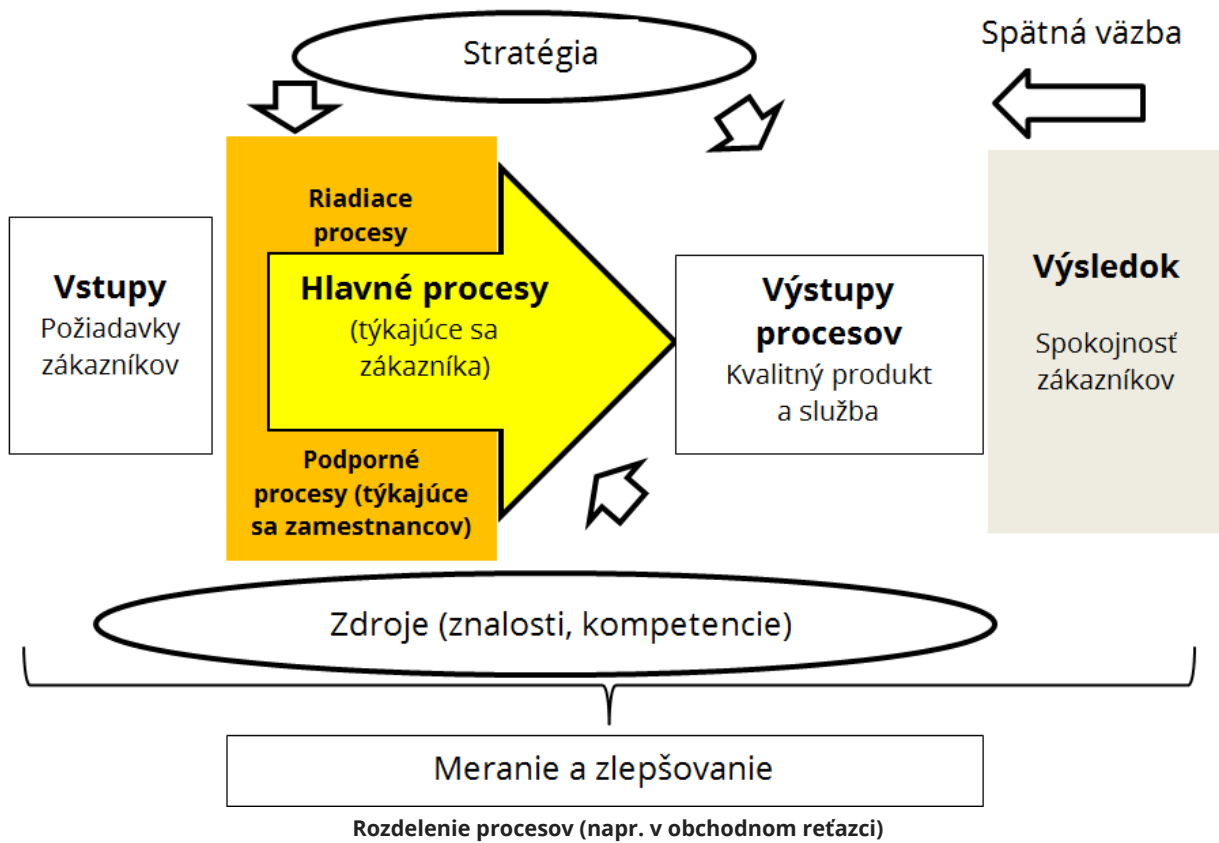 Stratégia
Spätná väzba
Vstupy
Požiadavky
zákazníkov
Riadiace
procesy
Hlavné procesy
(týkajúce sa
zákazníka)
Podporné
procesy (týkajúce
sa zamestnancov)
Výstupy
procesov
Kvalitný produkt
a služba
Výsledok
Spokojnosť
zákazníkov
Zdroje (znalosti, kompetencie)
Meranie a zlepšovanie
Rozdelenie procesov (napr. v obchodnom reťazci)